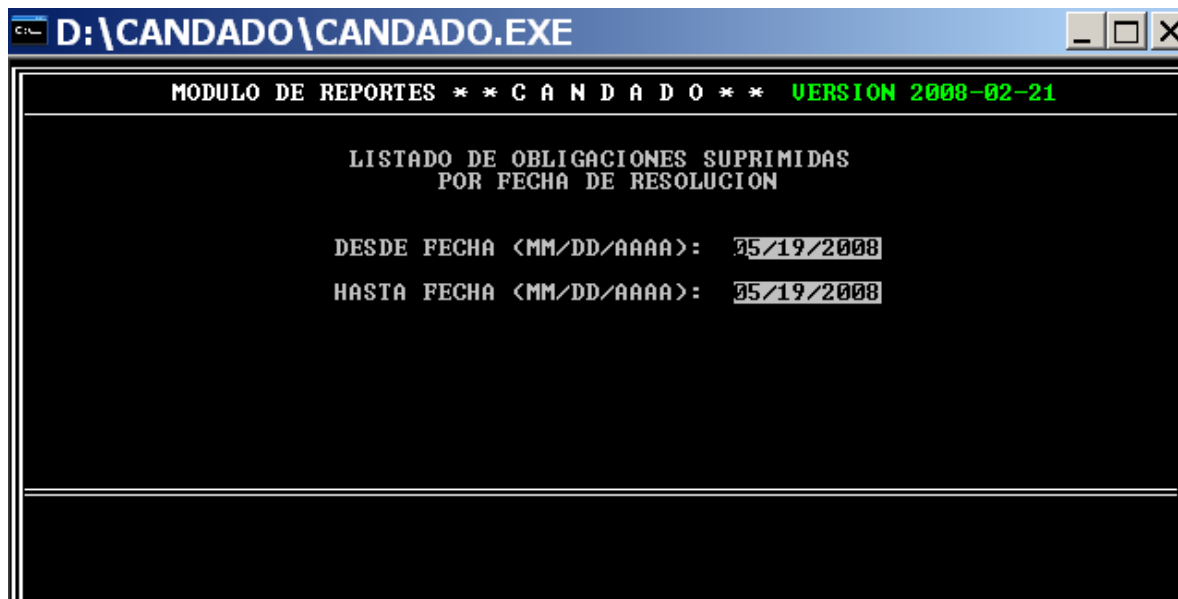 D:\CANDADO\CANDADO.EXE
MODULO DE REPORTES * * C A N D A D O * * VERSION 2008-02-21
LISTADO DE OBLIGACIONES SUPRIMIDAS
POR FECHA DE RESOLUCION
DESDE FECHA (MM/DD/AAAA): 05/19/2008
HASTA FECHA (MM/DD/AAAA): 05/19/2008